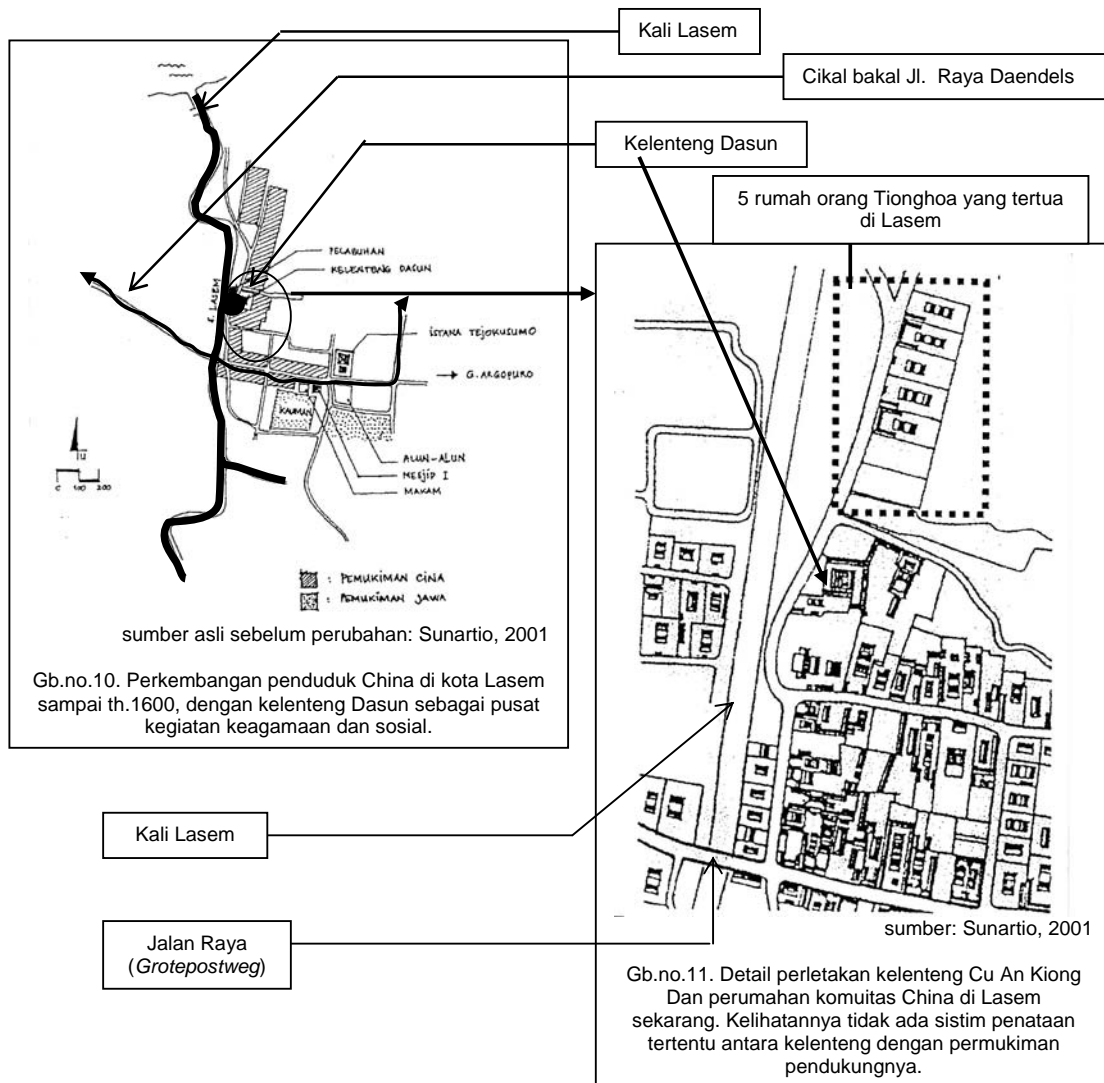 Kali Lasem
Cikal bakal Jl. Raya Daendels
Kelenteng Dasun
5 rumah orang Tionghoa yang tertua
di Lasem
PELABUHAN
KELENTENG DASUN
S. LASEM
ISTANA TEJOKUSUMO
G. ARGOPURO
KAUMAN
ALUN-ALUN
MESJID I
MAKAM
U
0 100 200
: PEMUKIMAN CINA
: PEMUKIMAN JAWA
sumber asli sebelum perubahan: Sunartio, 2001
Gb.no.10. Perkembangan penduduk China di kota Lasem
sampai th.1600, dengan kelenteng Dasun sebagai pusat
kegiatan keagamaan dan sosial.
Kali Lasem
Jalan Raya
(Grotepostweg)
sumber: Sunartio, 2001
Gb.no.11. Detail perletakan kelenteng Cu An Kiong
Dan perumahan komuitas China di Lasem
sekarang. Kelihatannya tidak ada sistim penataan
tertentu antara kelenteng dengan permukiman
pendukungnya.